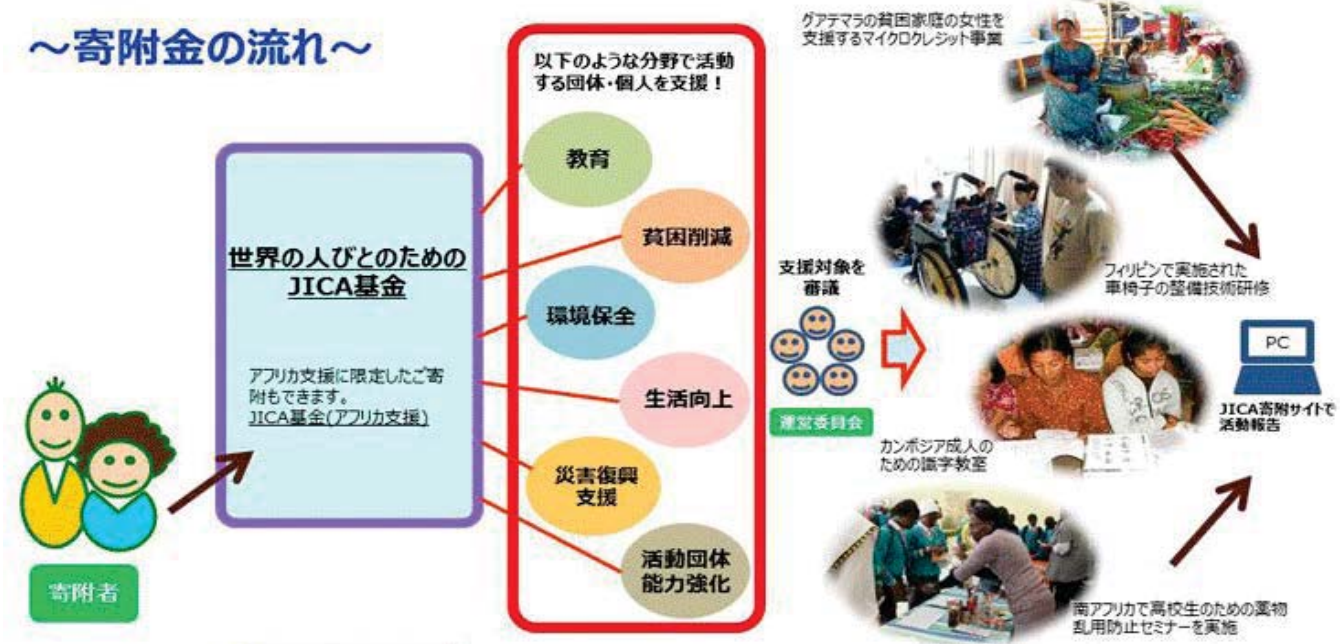 ～寄附金の流れ～
以下のような分野で活動
する団体・個人を支援！
教育
貧困削減
環境保全
生活向上
災害復興
支援
活動団体
能力強化
世界の人びとのための
JICA基金
アフリカ支援に限定したご寄
附もできます。
JICA基金(アフリカ支援)
寄附者
支援対象を
審議
運営委員会
グアテマラの貧困家庭の女性を
支援するマイクロクレジット事業
フィリピンで実施された
車椅子の整備技術研修
カンボジア成人の
ための識字教室
南アフリカで高校生のための薬物
乱用防止セミナーを実施
PC
JICA寄附サイトで
活動報告